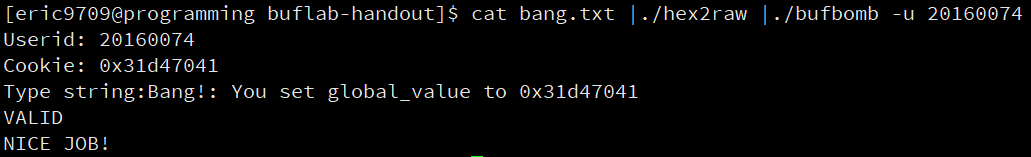 [eric9709@programming buflab-handout]$ cat bang.txt |./hex2raw |./bufbomb -u 20160074
Userid: 20160074
Cookie: 0x31d47041
Type string:Bang!: You set global_value to 0x31d47041
VALID
NICE JOB!